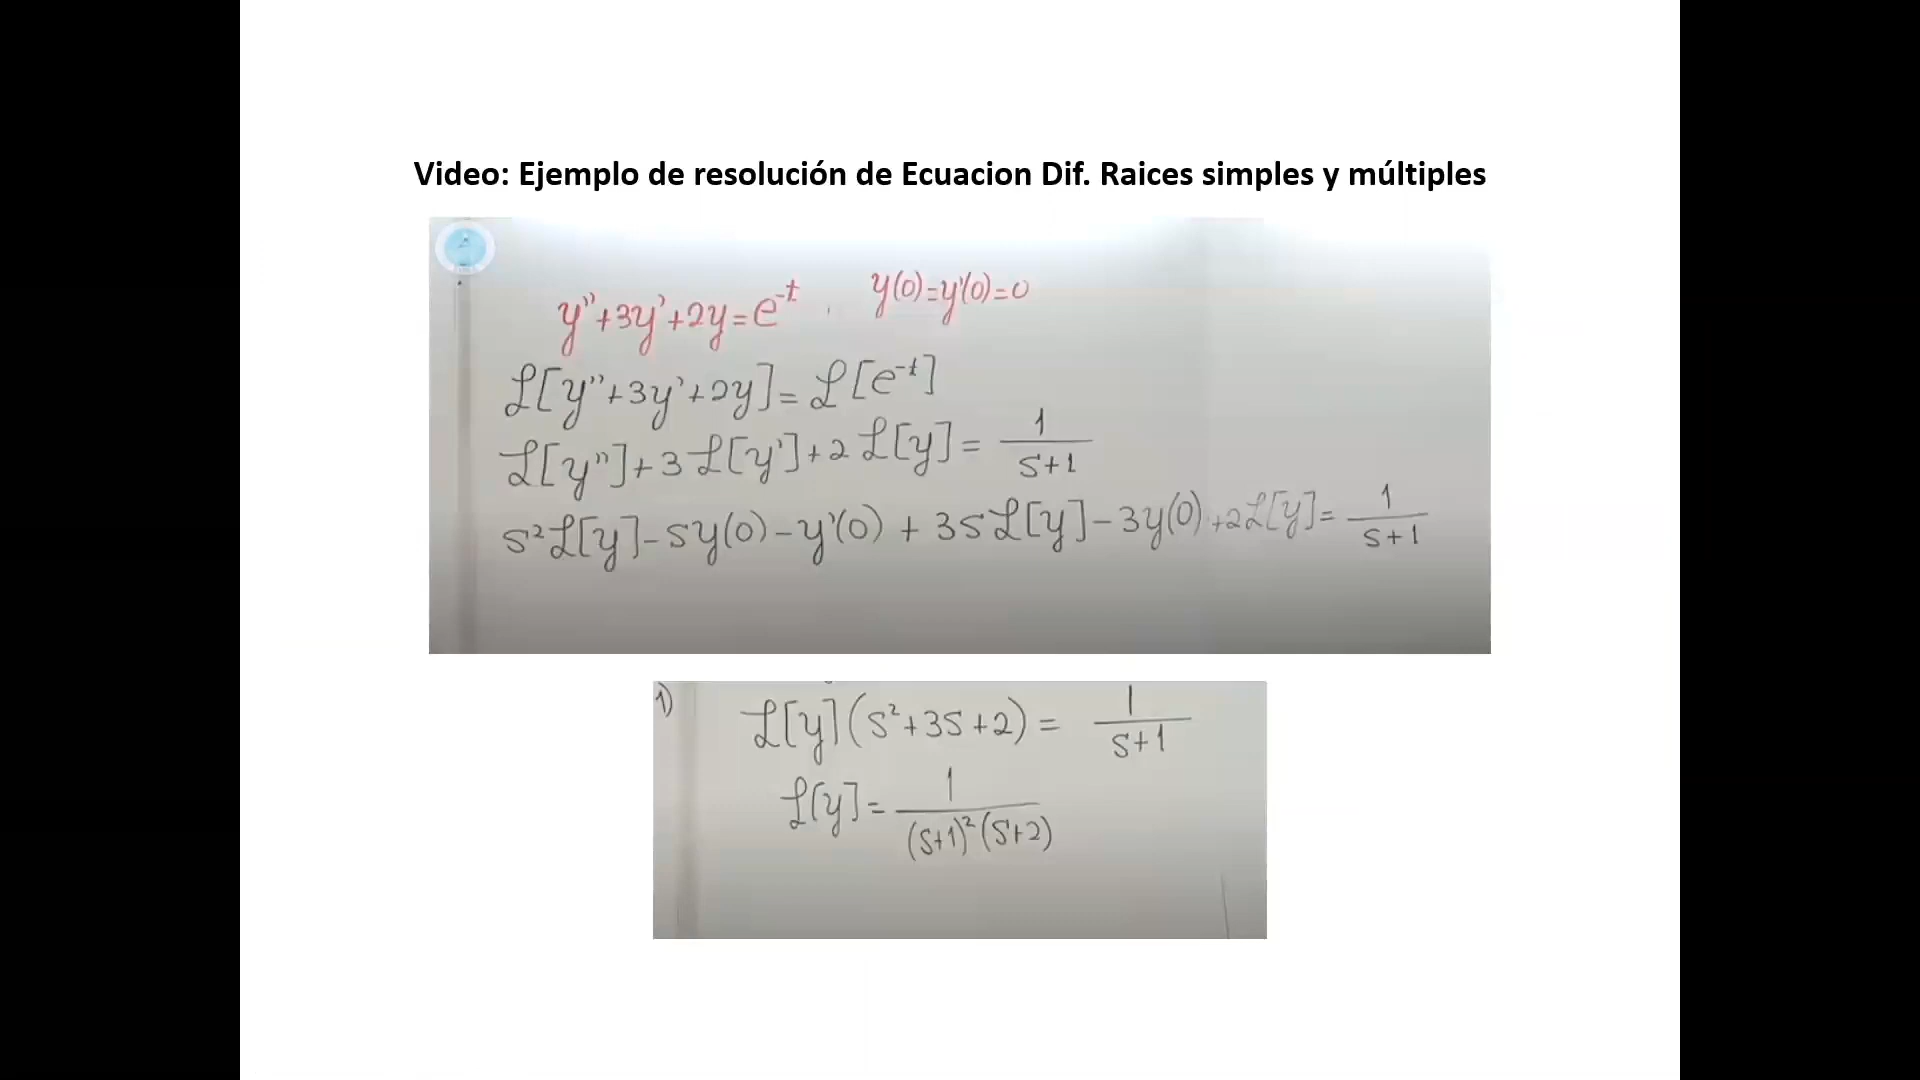 Video: Ejemplo de resolución de Ecuacion Dif. Raices simples y múltiples
y''+3y'+2y=e^-t, y(0)=y'(0)=0
ℒ[y''+3y'+2y]=ℒ[e^-t]
ℒ[y'']+3ℒ[y']+2ℒ[y]=1/(s+1)
s²ℒ[y]-sy(0)-y'(0)+3sℒ[y]-3y(0)+2ℒ[y]=1/(s+1)
1)
ℒ[y](s²+3s+2)=1/(s+1)
ℒ[y]=1/((s+1)²(s+2))